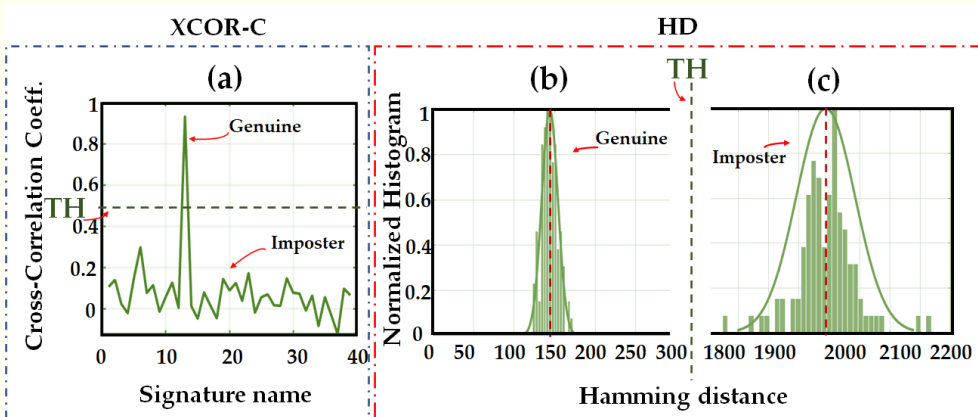 XCOR-C
HD
(a)
(b)
TH
(c)
Cross-Correlation Coeff.
1
0.8
0.6
0.4
0.2
0
TH
Genuine
Imposter
0 10 20 30 40
Signature name
Normalized Histogram
1
0.8
0.6
0.4
0.2
0
Genuine
Imposter
0 50 100 150 200 250 300
1800 1900 2000 2100 2200
Hamming distance